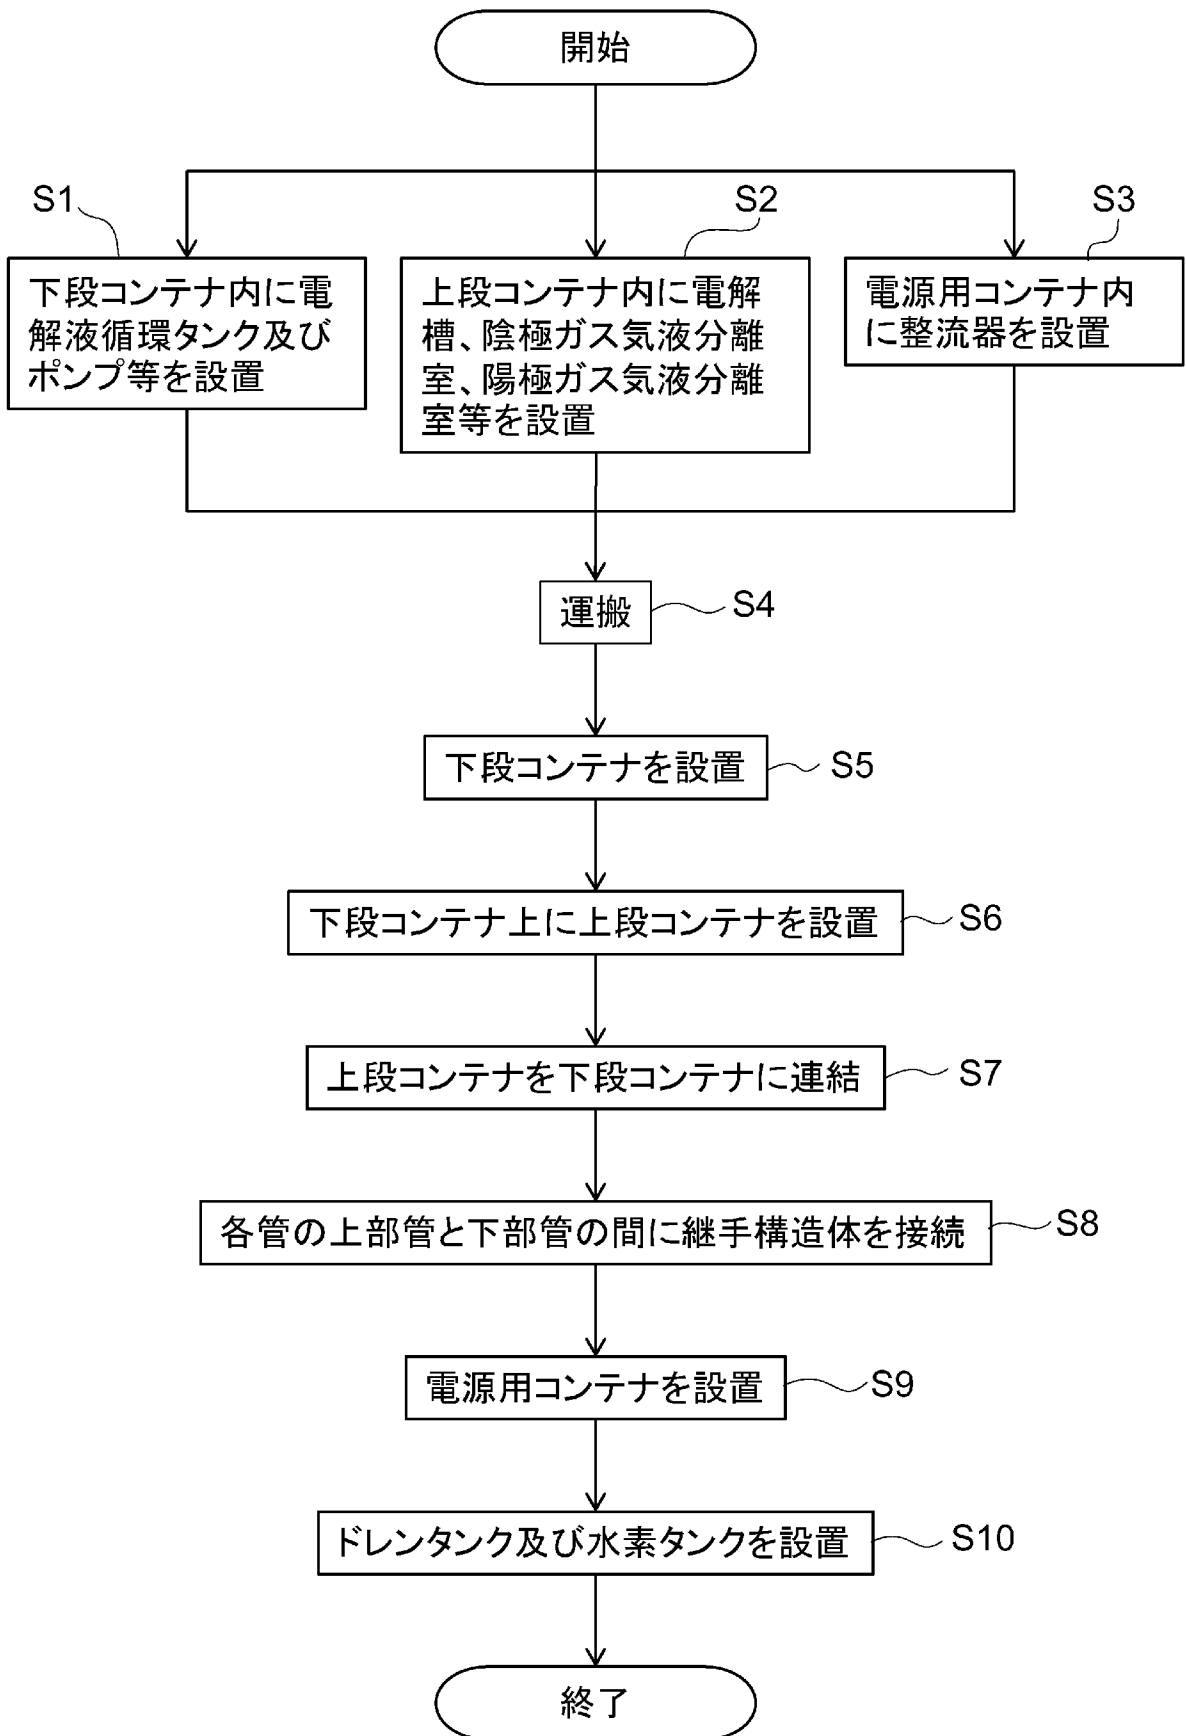 開始
S1
S2
S3
下段コンテナ内に電
解液循環タンク及び
ポンプ等を設置
上段コンテナ内に電解
槽、陰極ガス気液分離
室、陽極ガス気液分離
室等を設置
電源用コンテナ内
に整流器を設置
運搬
S4
下段コンテナを設置
S5
下段コンテナ上に上段コンテナを設置
S6
上段コンテナを下段コンテナに連結
S7
各管の上部管と下部管の間に継手構造体を接続
S8
電源用コンテナを設置
S9
ドレンタンク及び水素タンクを設置
S10
終了